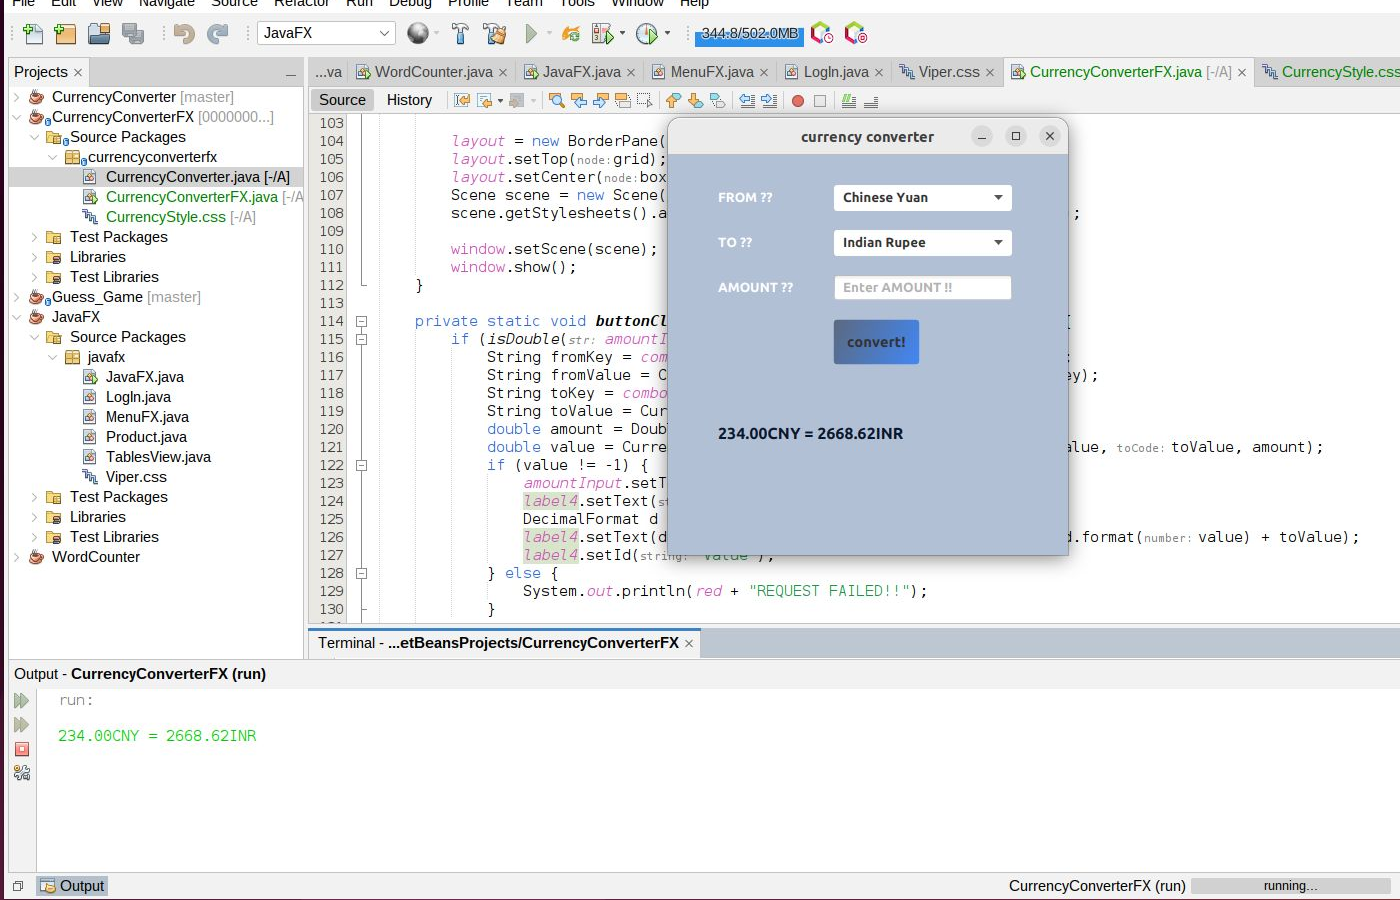 File Edit View Navigate Source Refactor Run Debug Profile Team Tools Window Help
JavaFX
344.8/502.0MB
Projects
CurrencyConverter [master]
CurrencyConverterFX [0000000...]
Source Packages
currencyconverterfx
CurrencyConverter.java [-/A]
CurrencyConverterFX.java [-/A
CurrencyStyle.css [-/A]
Test Packages
Libraries
Test Libraries
Guess_Game [master]
JavaFX
Source Packages
javafx
JavaFX.java
LogIn.java
MenuFX.java
Product.java
TablesView.java
Viper.css
Test Packages
Libraries
Test Libraries
WordCounter
...va WordCounter.java JavaFX.java MenuFX.java LogIn.java Viper.css CurrencyConverterFX.java [-/A] CurrencyStyle.css
Source History
103
104 layout = new BorderPane(
105 layout.setTop(node:grid);
106 layout.setCenter(node:box
107 Scene scene = new Scene(
108 scene.getStylesheets().a ;
109
110 window.setScene(scene);
111 window.show();
112 }
113
114 private static void buttonCl {
115 if (isDouble(str: amountI
116 String fromKey = com ;
117 String fromValue = C ey);
118 String toKey = combo
119 String toValue = Cur
120 double amount = Doub
121 double value = Curre alue, toCode: toValue, amount);
122 if (value != -1) {
123 amountInput.setT
124 label4.setText(st
125 DecimalFormat d
126 label4.setText(d d.format(number: value) + toValue);
127 label4.setId(string: "value");
128 } else {
129 System.out.println(red + "REQUEST FAILED!!");
130 }
currency converter
FROM ?? Chinese Yuan
TO ?? Indian Rupee
AMOUNT ?? Enter AMOUNT !!
convert!
234.00CNY = 2668.62INR
Terminal - ...etBeansProjects/CurrencyConverterFX
Output - CurrencyConverterFX (run)
run:
234.00CNY = 2668.62INR
Output
CurrencyConverterFX (run) running...